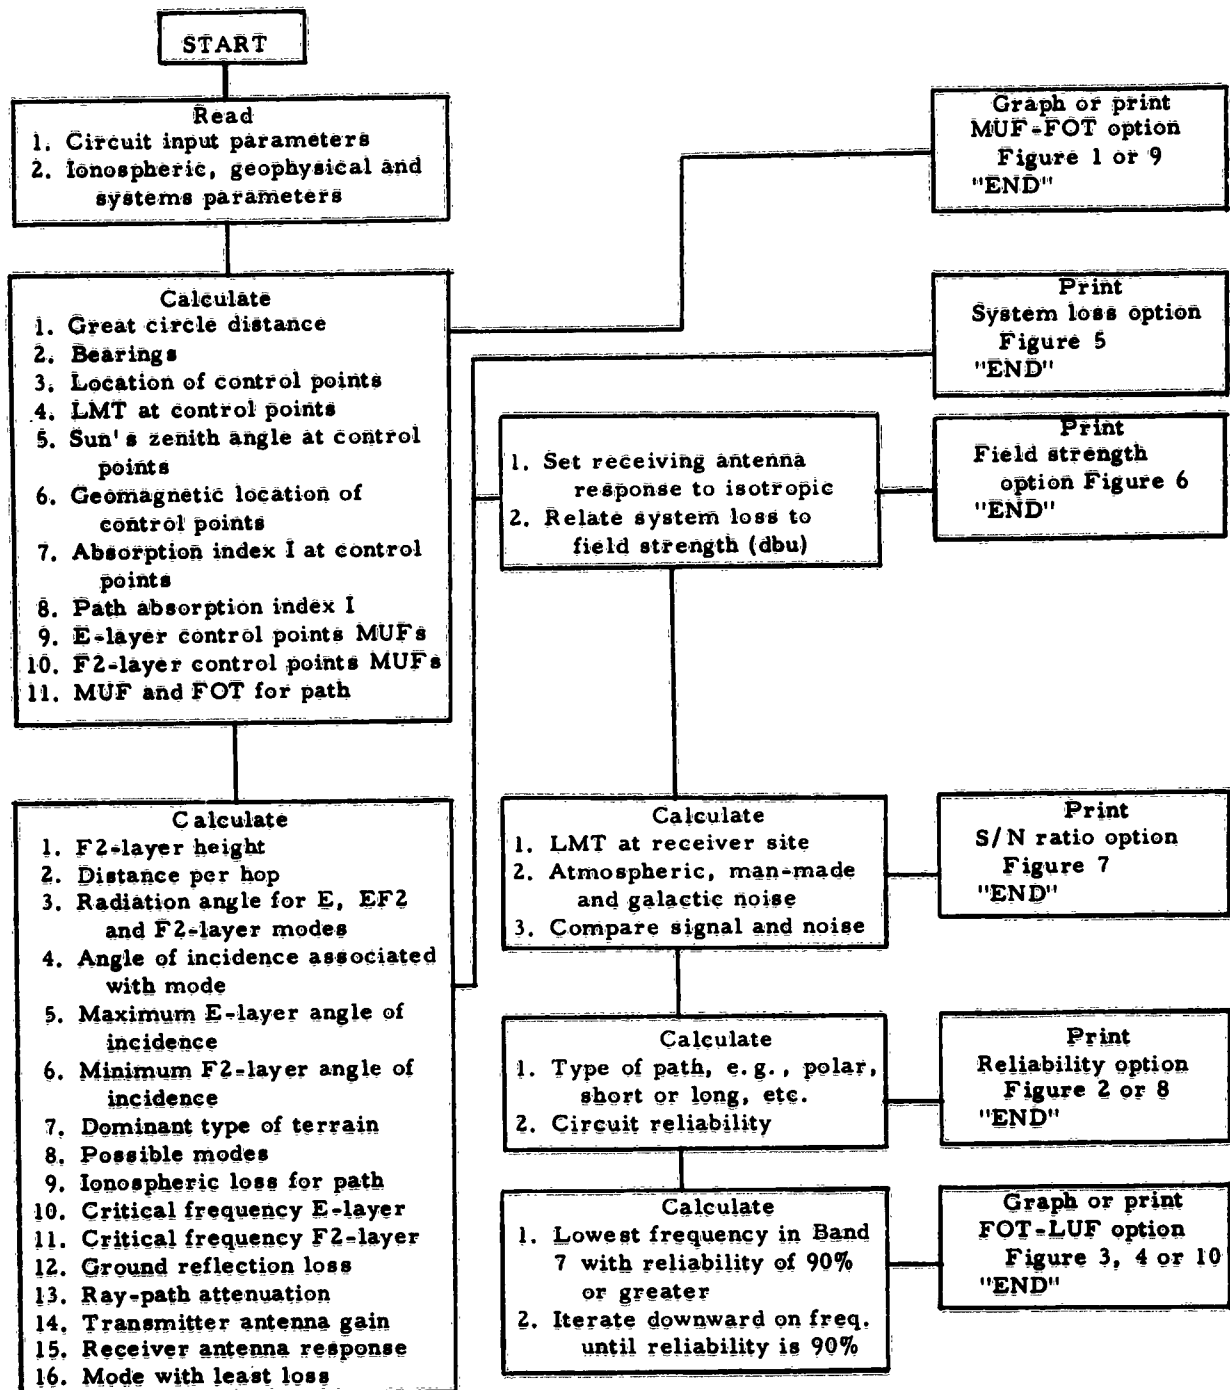 START
Read
1. Circuit input parameters
2. Ionospheric, geophysical and
systems parameters
Calculate
1. Great circle distance
2. Bearings
3. Location of control points
4. LMT at control points
5. Sun's zenith angle at control
points
6. Geomagnetic location of
control points
7. Absorption index I at control
points
8. Path absorption index I
9. E-layer control points MUFs
10. F2-layer control points MUFs
11. MUF and FOT for path
Calculate
1. F2-layer height
2. Distance per hop
3. Radiation angle for E, EF2
and F2-layer modes
4. Angle of incidence associated
with mode
5. Maximum E-layer angle of
incidence
6. Minimum F2-layer angle of
incidence
7. Dominant type of terrain
8. Possible modes
9. Ionospheric loss for path
10. Critical frequency E-layer
11. Critical frequency F2-layer
12. Ground reflection loss
13. Ray-path attenuation
14. Transmitter antenna gain
15. Receiver antenna response
16. Mode with least loss
Graph or print
MUF-FOT option
Figure 1 or 9
"END"
Print
System loss option
Figure 5
"END"
1. Set receiving antenna
response to isotropic
2. Relate system loss to
field strength (dbu)
Print
Field strength
option Figure 6
"END"
Calculate
1. LMT at receiver site
2. Atmospheric, man-made
and galactic noise
3. Compare signal and noise
Print
S/N ratio option
Figure 7
"END"
Calculate
1. Type of path, e.g., polar,
short or long, etc.
2. Circuit reliability
Print
Reliability option
Figure 2 or 8
"END"
Calculate
1. Lowest frequency in Band
7 with reliability of 90%
or greater
2. Iterate downward on freq.
until reliability is 90%
Graph or print
FOT-LUF option
Figure 3, 4 or 10
"END"